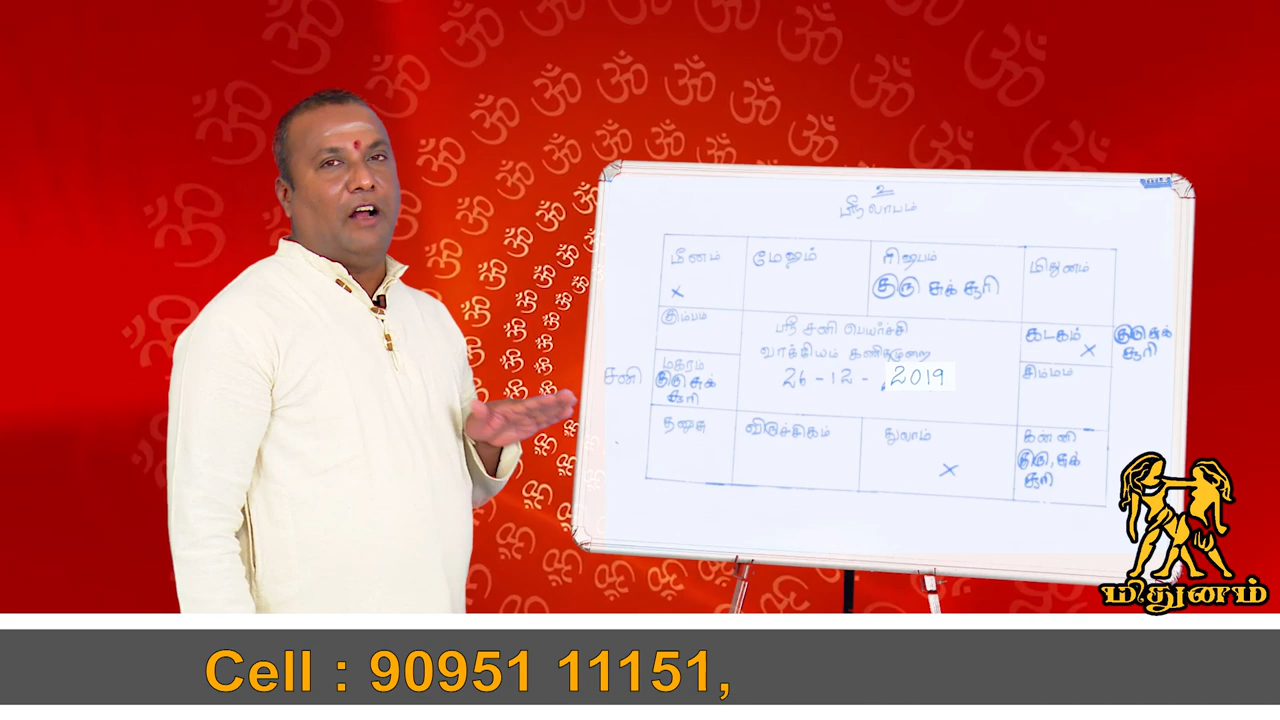 TITLE
உ
ஸ்ரீ லாபம்
மீனம்
X
மேஷம்
ரிஷபம்
குரு சுக் சூரி
மிதுனம்
கும்பம்
ஸ்ரீ சனி பெயர்ச்சி
வாக்கியம் கணிதமுறை
26-12-2019
கடகம்
X
குரு சுக்
சூரி
சனி
மகரம்
குரு சுக்
சூரி
சிம்மம்
தனுசு
விருச்சிகம்
துலாம்
X
கன்னி
குரு, சுக்
சூரி
மிதுனம்
Cell : 90951 11151,